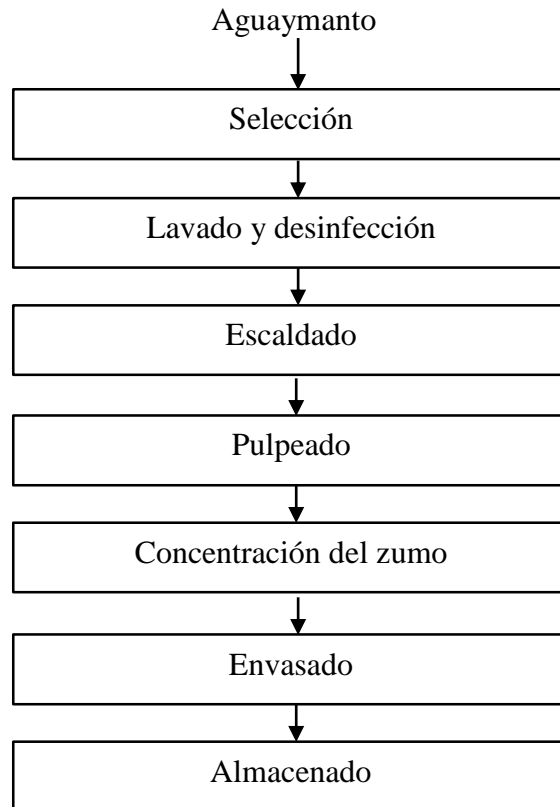 Aguaymanto
Selección
Lavado y desinfección
Escaldado
Pulpeado
Concentración del zumo
Envasado
Almacenado